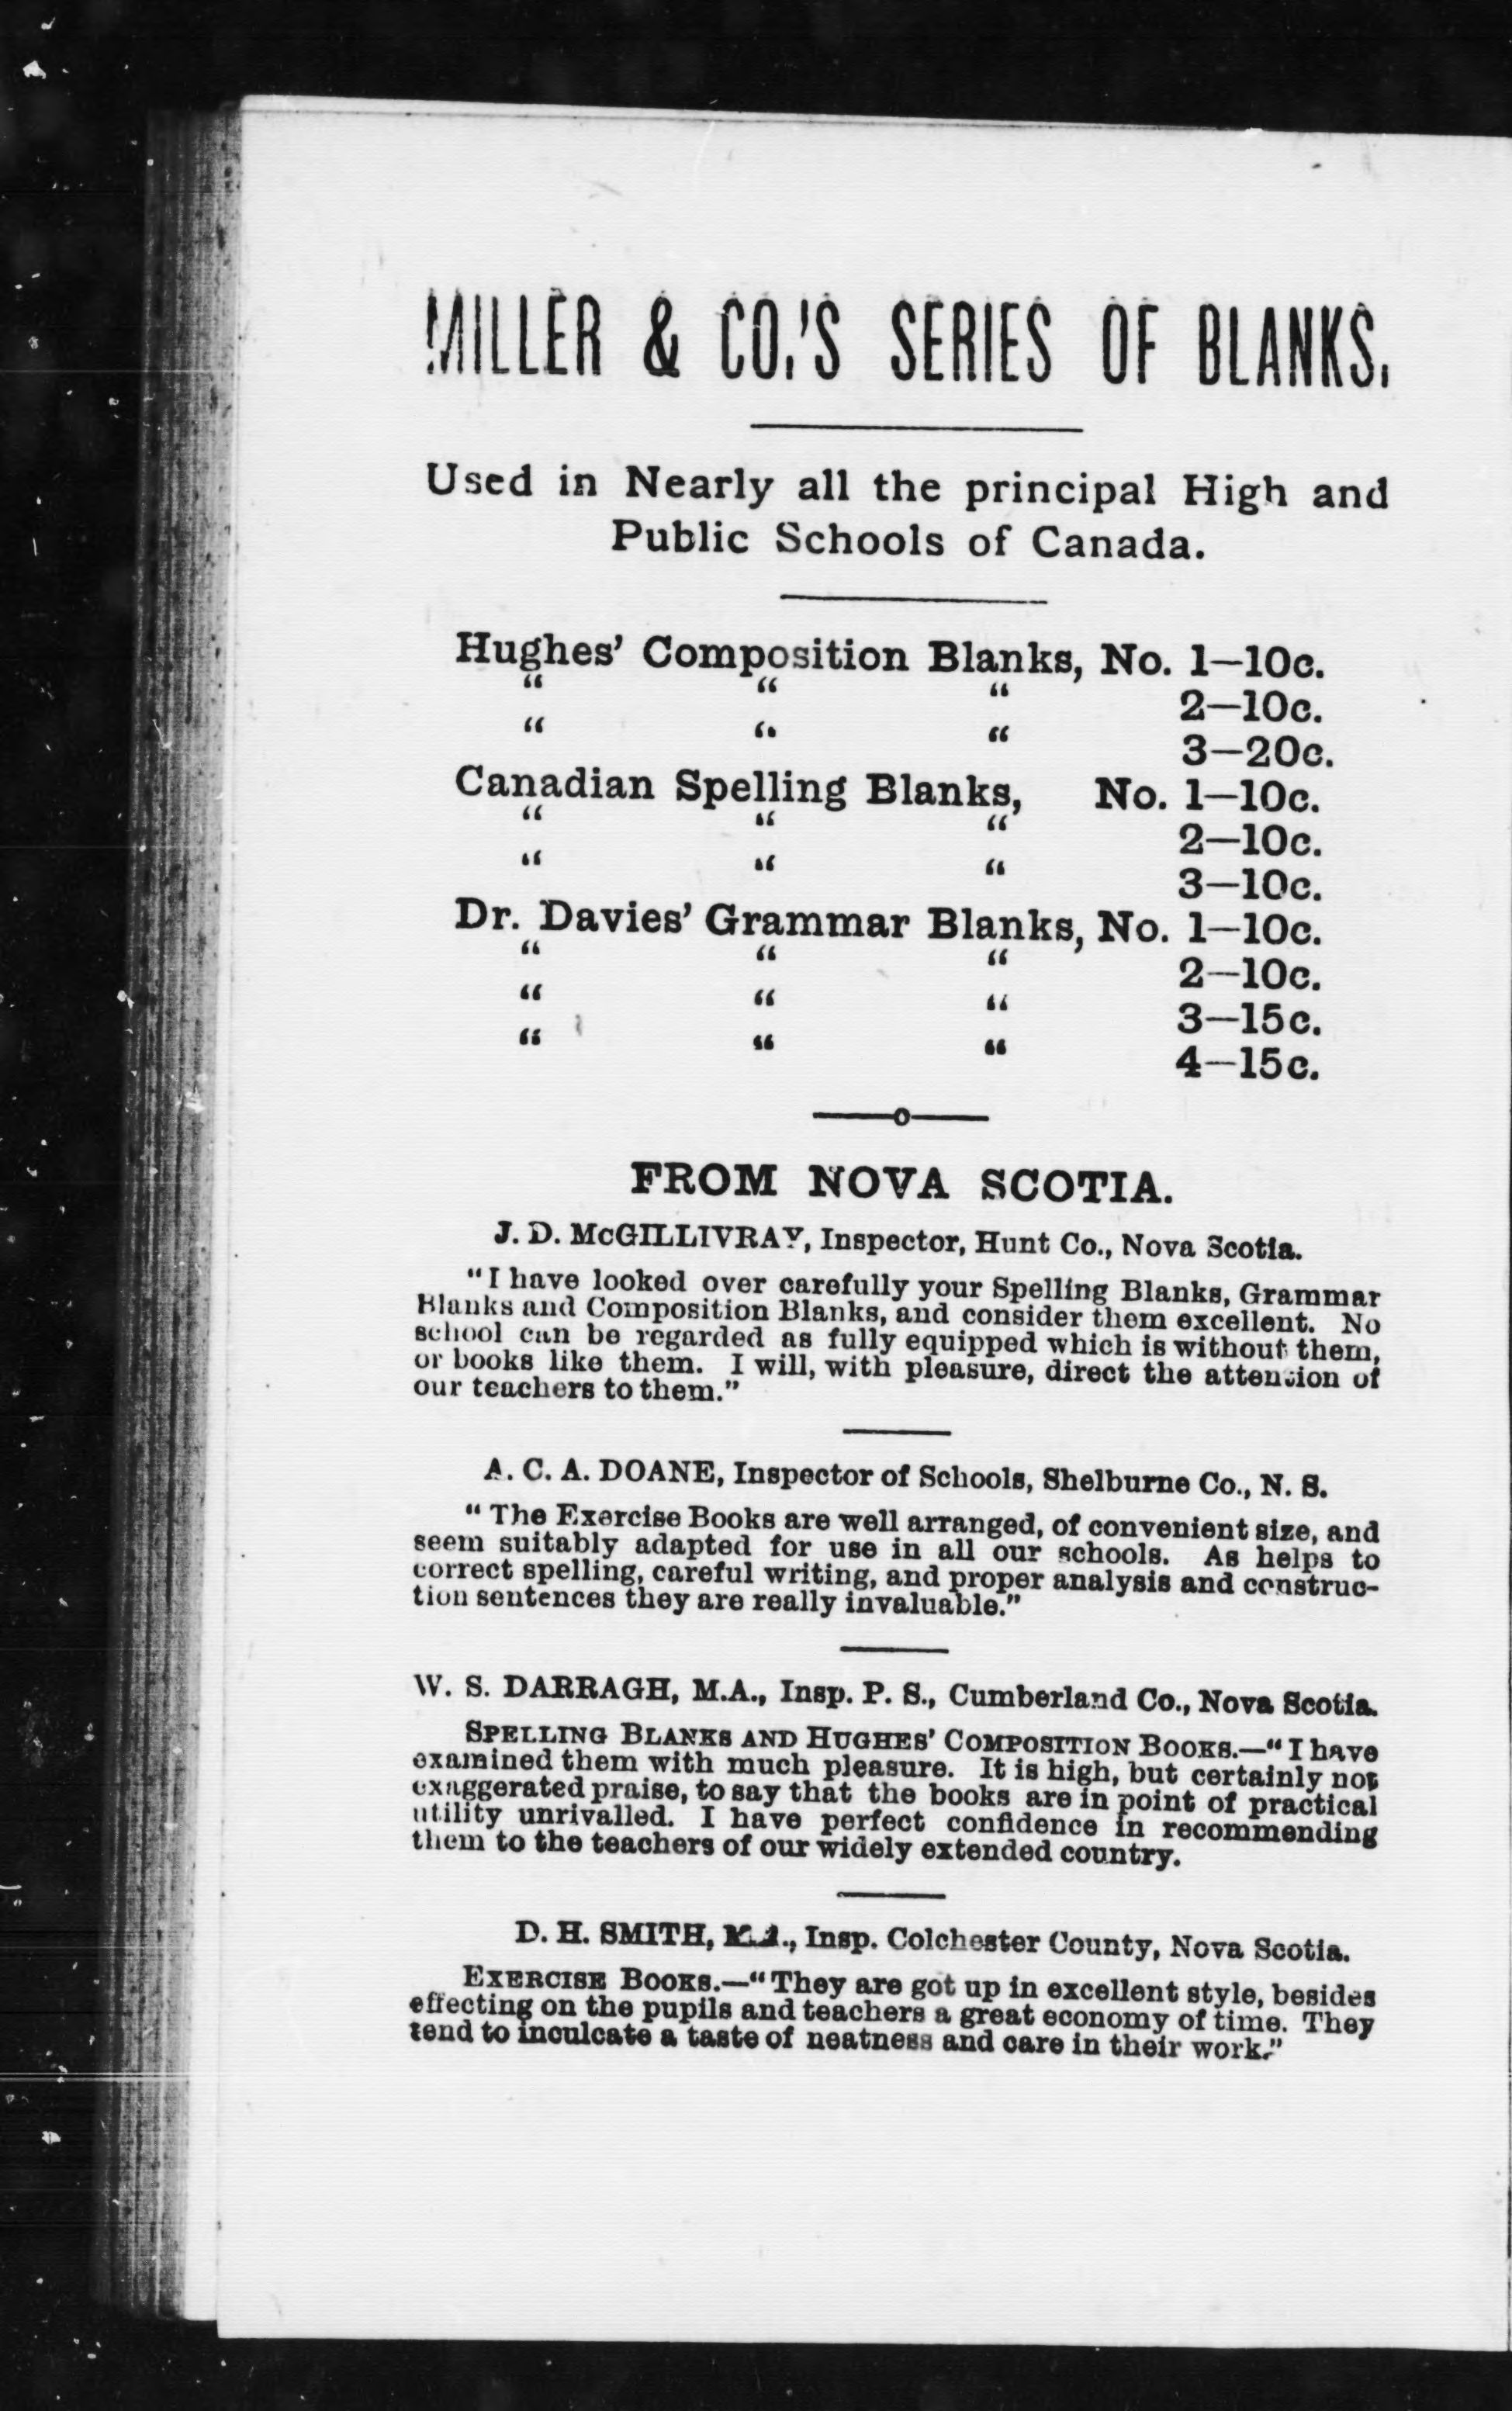 MILLER & CO.'S SERIES OF BLANKS.
Used in Nearly all the principal High and
Public Schools of Canada.
Hughes' Composition Blanks, No. 1—10c.
" " " 2—10c.
" " " 3—20c.
Canadian Spelling Blanks, No. 1—10c.
" " " 2—10c.
" " " 3—10c.
Dr. Davies' Grammar Blanks, No. 1—10c.
" " " 2—10c.
" " " 3—15c.
" " " 4—15c.
FROM NOVA SCOTIA.
J. D. McGILLIVRAY, Inspector, Hunt Co., Nova Scotia.
"I have looked over carefully your Spelling Blanks, Grammar
Blanks and Composition Blanks, and consider them excellent. No
school can be regarded as fully equipped which is without them,
or books like them. I will, with pleasure, direct the attention of
our teachers to them."
A. C. A. DOANE, Inspector of Schools, Shelburne Co., N. S.
"The Exercise Books are well arranged, of convenient size, and
seem suitably adapted for use in all our schools. As helps to
correct spelling, careful writing, and proper analysis and construc-
tion sentences they are really invaluable."
W. S. DARRAGH, M.A., Insp. P. S., Cumberland Co., Nova Scotia.
SPELLING BLANKS AND HUGHES' COMPOSITION BOOKS.—"I have
examined them with much pleasure. It is high, but certainly not
exaggerated praise, to say that the books are in point of practical
utility unrivalled. I have perfect confidence in recommending
them to the teachers of our widely extended country.
D. H. SMITH, M.A., Insp. Colchester County, Nova Scotia.
EXERCISE BOOKS.—"They are got up in excellent style, besides
effecting on the pupils and teachers a great economy of time. They
tend to inculcate a taste of neatness and care in their work."